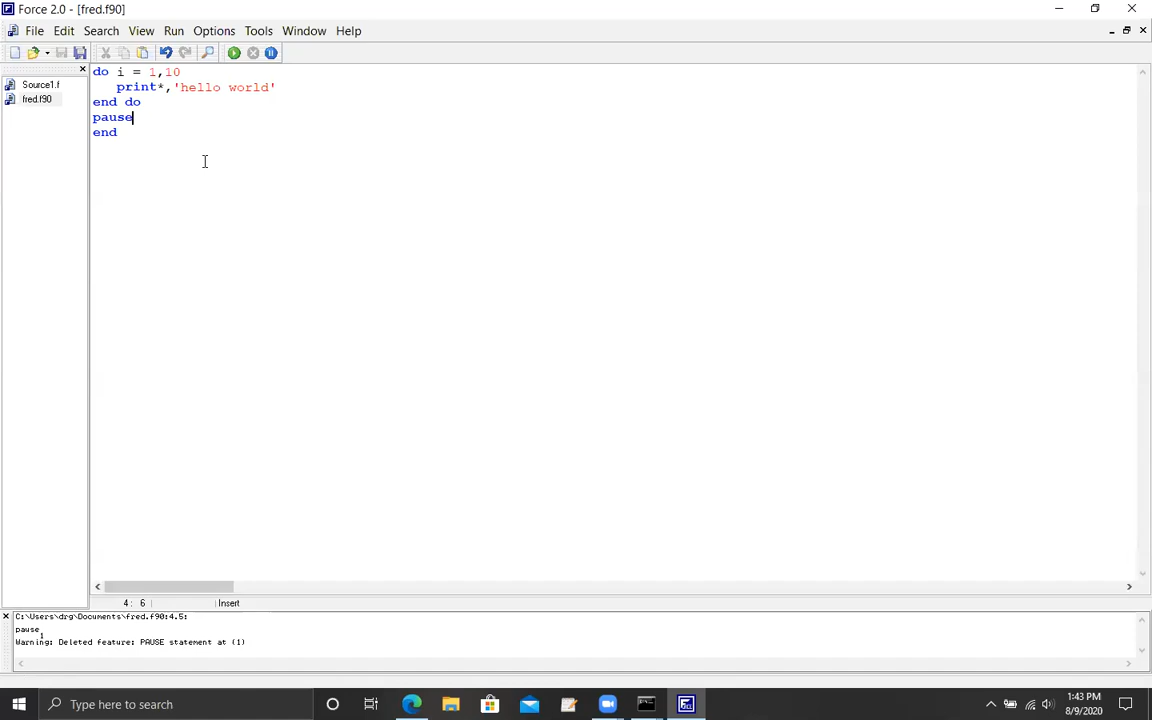 Force 2.0 - [fred.f90]
File Edit Search View Run Options Tools Window Help
Source1.f
fred.f90
do i = 1,10
print*,'hello world'
end do
pause
end
4: 6 Insert
C:\Users\drg\Documents\fred.f90:4.5:
pause
1
Warning: Deleted feature: PAUSE statement at (1)
Type here to search
1:43 PM
8/9/2020